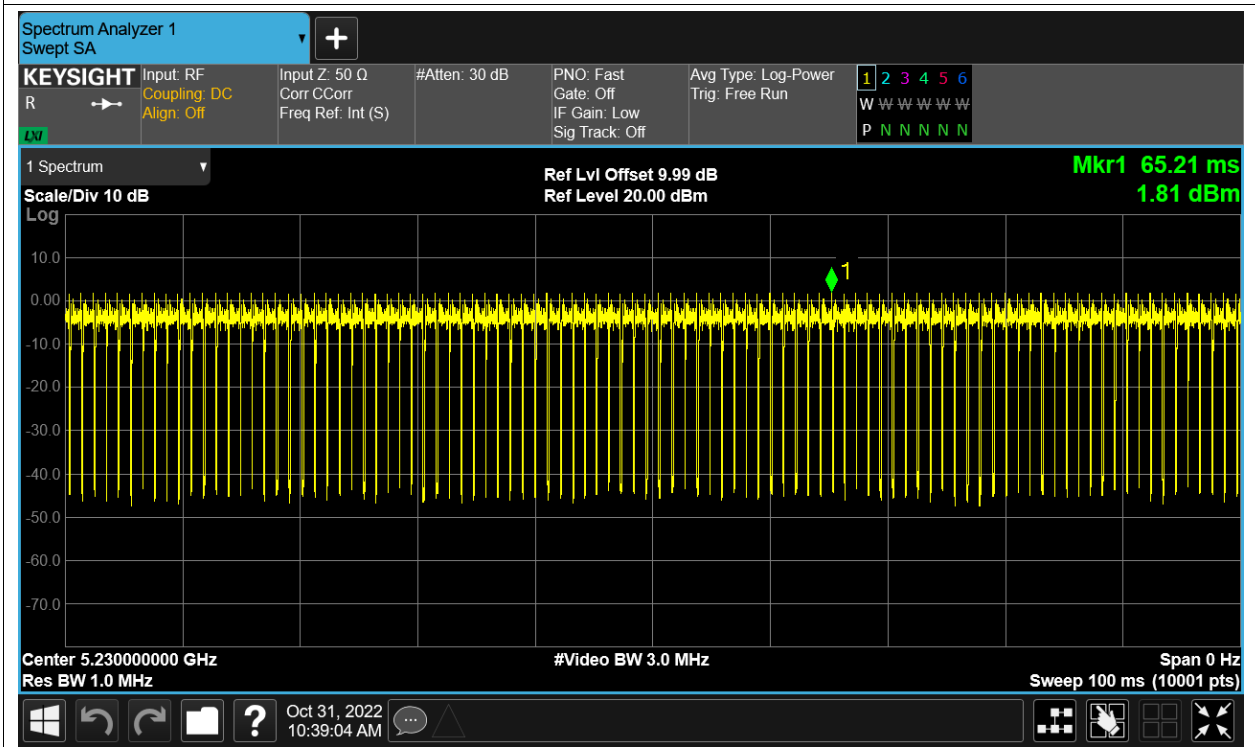 Spectrum Analyzer 1
Swept SA
KEYSIGHT
R
LXI
Input: RF
Coupling: DC
Align: Off
Input Z: 50 Ω
Corr CCorr
Freq Ref: Int (S)
#Atten: 30 dB
PNO: Fast
Gate: Off
IF Gain: Low
Sig Track: Off
Avg Type: Log-Power
Trig: Free Run
1 2 3 4 5 6
W W W W W W
P N N N N N
1 Spectrum
Scale/Div 10 dB
Log
Ref Lvl Offset 9.99 dB
Ref Level 20.00 dBm
Mkr1 65.21 ms
1.81 dBm
1
10.0
0.00
-10.0
-20.0
-30.0
-40.0
-50.0
-60.0
-70.0
Center 5.230000000 GHz
#Video BW 3.0 MHz
Span 0 Hz
Res BW 1.0 MHz
Sweep 100 ms (10001 pts)
?
Oct 31, 2022
10:39:04 AM